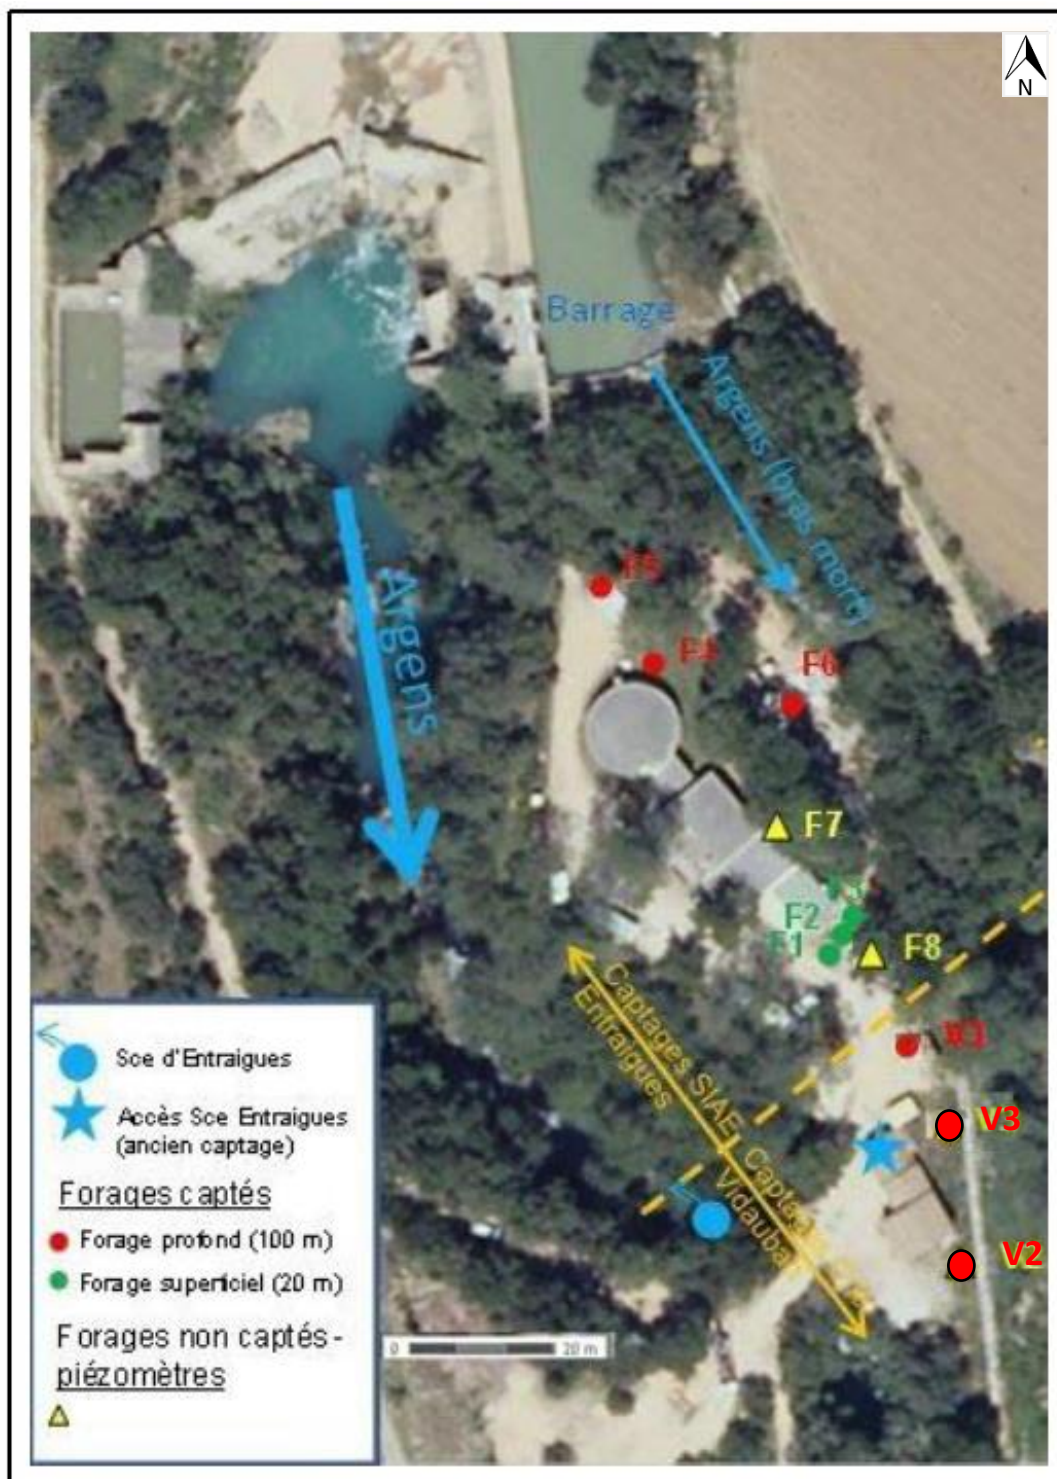 N
Barrage
Argens (bras mort)
Argens
F5
F4
F6
F7
F3
F2
F1
F8
Captages SIAE
Entraigues
V1
V3
V2
Vidauban
Sce d'Entraigues
Accès Sce Entraigues
(ancien captage)
Forages captés
Forage profond (100 m)
Forage superficiel (20 m)
Forages non captés -
piézomètres
0 20 m